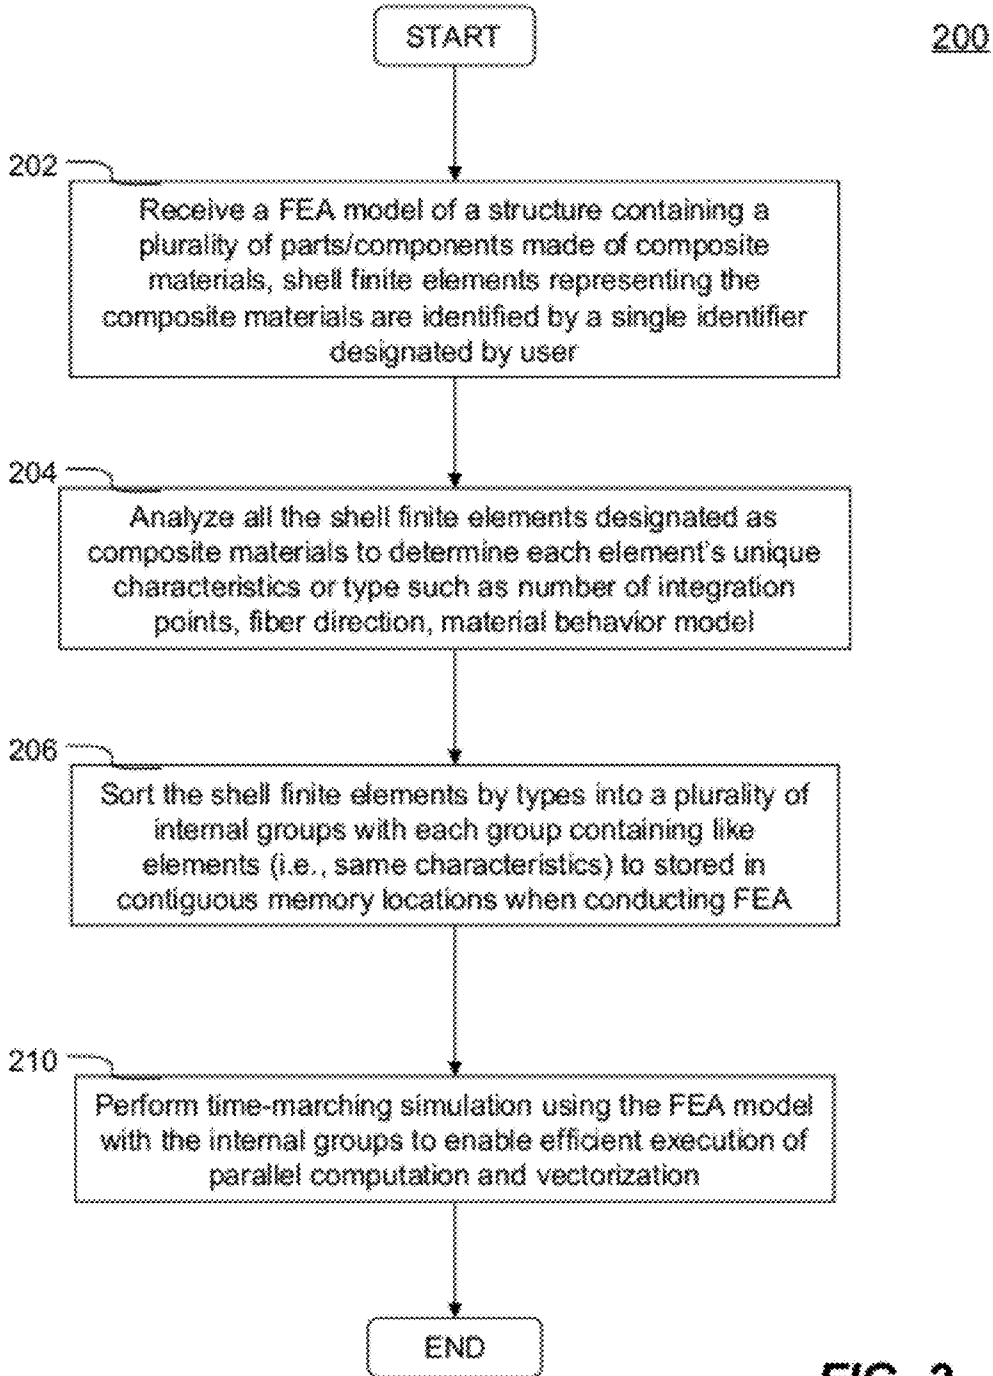 START
200
202
Receive a FEA model of a structure containing a
plurality of parts/components made of composite
materials, shell finite elements representing the
composite materials are identified by a single identifier
designated by user
204
Analyze all the shell finite elements designated as
composite materials to determine each element's unique
characteristics or type such as number of integration
points, fiber direction, material behavior model
206
Sort the shell finite elements by types into a plurality of
internal groups with each group containing like
elements (i.e., same characteristics) to stored in
contiguous memory locations when conducting FEA
210
Perform time-marching simulation using the FEA model
with the internal groups to enable efficient execution of
parallel computation and vectorization
END
FIG.